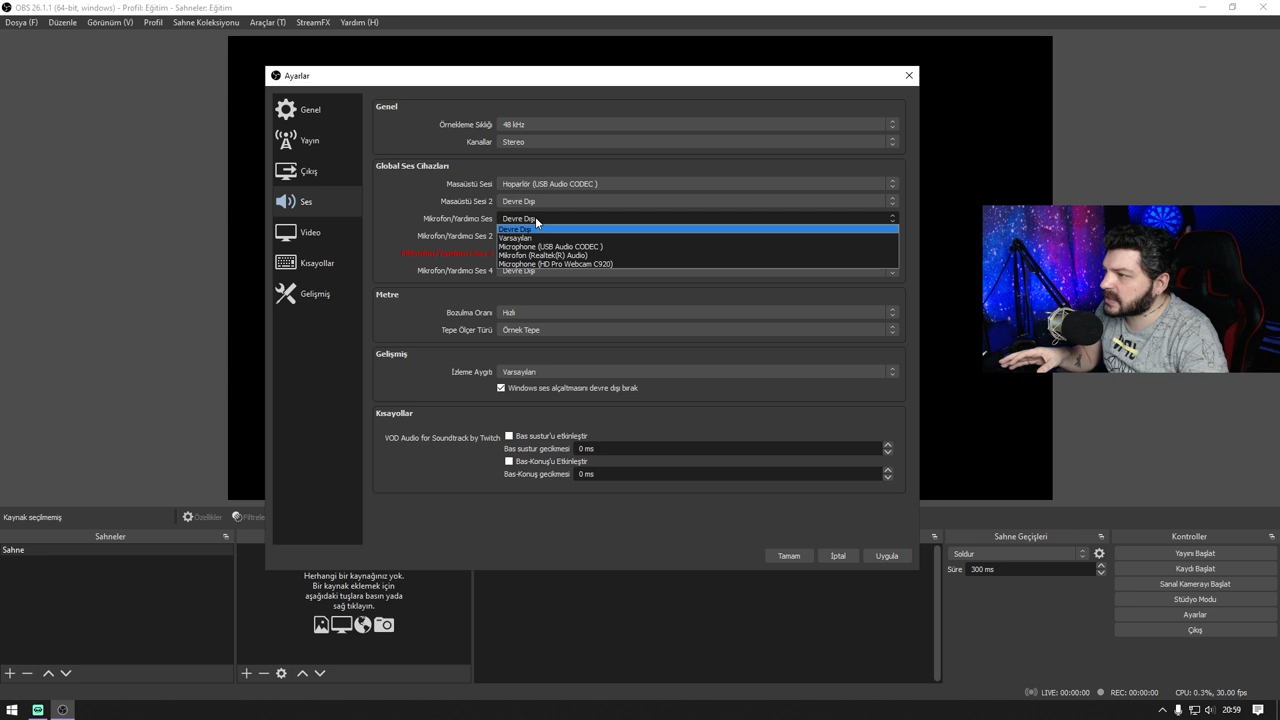 OBS 26.1.1 (64-bit, windows) - Profil: Eğitim - Sahneler: Eğitim
Dosya (F) Düzenle Görünüm (V) Profil Sahne Koleksiyonu Araçlar (T) StreamFX Yardım (H)
Ayarlar
Genel
Yayın
Çıkış
Ses
Video
Kısayollar
Gelişmiş
Genel
Örnekleme Sıklığı 48 kHz
Kanallar Stereo
Global Ses Cihazları
Masaüstü Sesi Hoparlör (USB Audio CODEC )
Masaüstü Sesi 2 Devre Dışı
Mikrofon/Yardımcı Ses Devre Dışı
Devre Dışı
Mikrofon/Yardımcı Ses 2
Varsayılan
Microphone (USB Audio CODEC )
Mikrofon (Realtek(R) Audio)
Microphone (HD Pro Webcam C920)
Mikrofon/Yardımcı Ses 4 Devre Dışı
Metre
Bozulma Oranı Hızlı
Tepe Ölçer Türü Örnek Tepe
Gelişmiş
İzleme Aygıtı Varsayılan
Windows ses alçaltmasını devre dışı bırak
Kısayollar
VOD Audio for Soundtrack by Twitch Bas sustur'u etkinleştir
Bas sustur gecikmesi 0 ms
Bas-Konuş'u Etkinleştir
Bas-Konuş gecikmesi 0 ms
Tamam İptal Uygula
Kaynak seçilmemiş Özellikler Filtrele
Sahneler
Sahne
Herhangi bir kaynağınız yok.
Bir kaynak eklemek için
aşağıdaki tuşlara basın yada
sağ tıklayın.
Sahne Geçişleri
Soldur
Süre 300 ms
Kontroller
Yayını Başlat
Kaydı Başlat
Sanal Kamerayı Başlat
Stüdyo Modu
Ayarlar
Çıkış
LIVE: 00:00:00 REC: 00:00:00 CPU: 0.3%, 30.00 fps
20:59